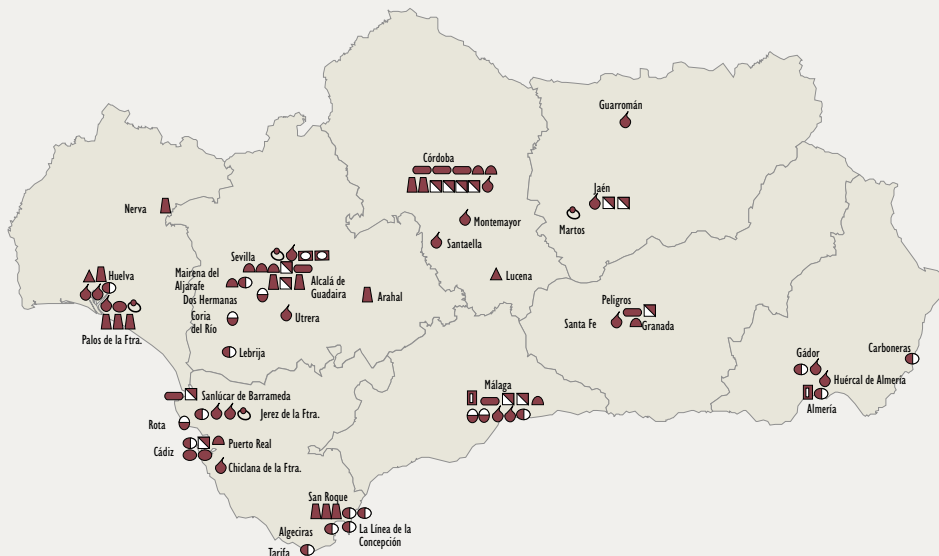 Guarromán
Córdoba
Jaén
Nerva
Montemayor
Martos
Santaella
Sevilla
Huelva
Mairena del
Aljarafe
Alcalá de
Guadaira
Lucena
Dos Hermanas
Arahal
Coria
del Río
Utrera
Peligros
Santa Fe
Granada
Palos de la Ftra.
Lebrija
Carboneras
Gádor
Huércal de Almería
Málaga
Almería
Sanlúcar de Barrameda
Jerez de la Ftra.
Rota
Puerto Real
Cádiz
Chiclana de la Ftra.
San Roque
Algeciras
La Línea de la
Concepción
Tarifa